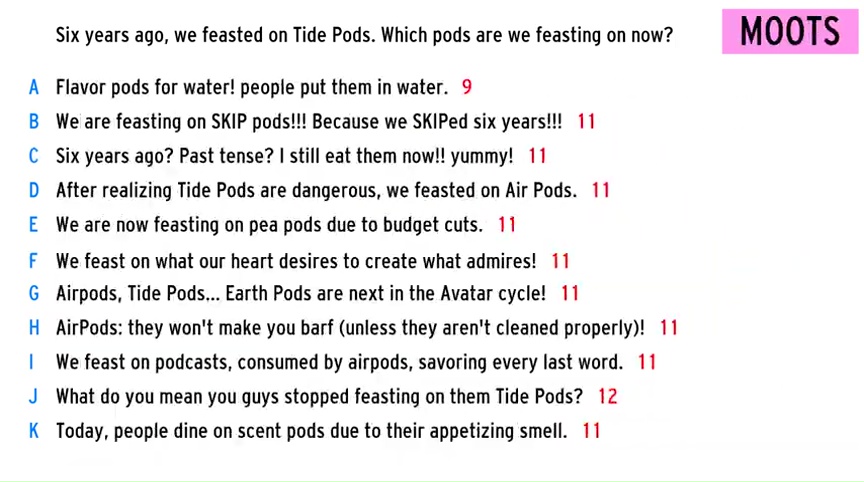 Six years ago, we feasted on Tide Pods. Which pods are we feasting on now?
MOOTS
A Flavor pods for water! people put them in water. 9
B We are feasting on SKIP pods!!! Because we SKIPed six years!!! 11
C Six years ago? Past tense? I still eat them now!! yummy! 11
D After realizing Tide Pods are dangerous, we feasted on Air Pods. 11
E We are now feasting on pea pods due to budget cuts. 11
F We feast on what our heart desires to create what admires! 11
G Airpods, Tide Pods... Earth Pods are next in the Avatar cycle! 11
H AirPods: they won't make you barf (unless they aren't cleaned properly)! 11
I We feast on podcasts, consumed by airpods, savoring every last word. 11
J What do you mean you guys stopped feasting on them Tide Pods? 12
K Today, people dine on scent pods due to their appetizing smell. 11